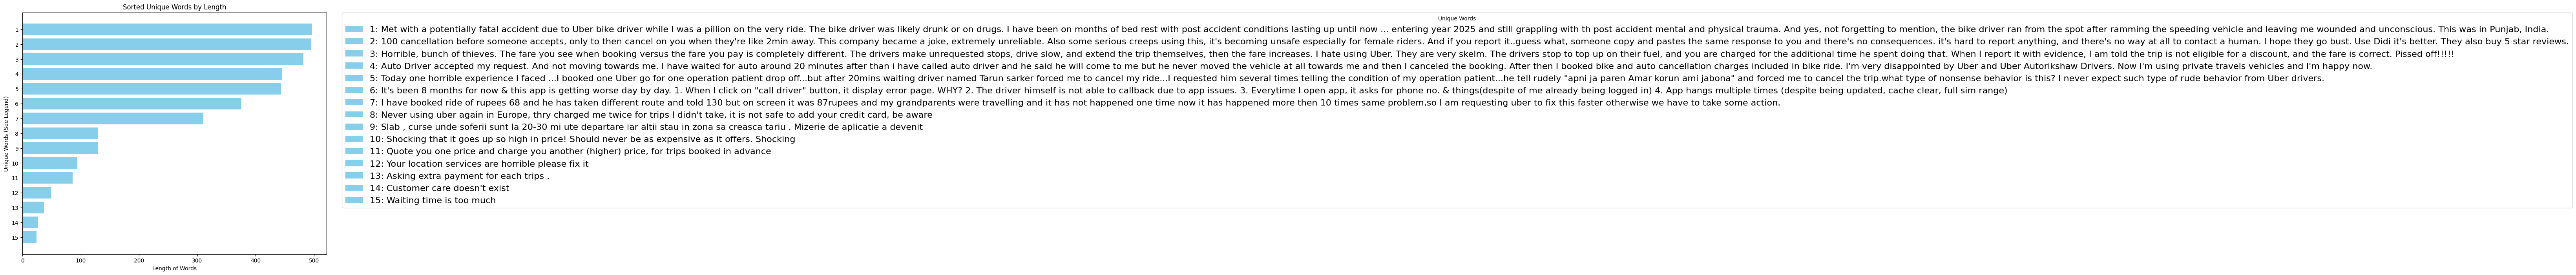 Sorted Unique Words by Length
Unique Words (See Legend)
1
2
3
4
5
6
7
8
9
10
11
12
13
14
15
0 100 200 300 400 500
Length of Words
Unique Words
1: Met with a potentially fatal accident due to Uber bike driver while I was a pillion on the very ride. The bike driver was likely drunk or on drugs. I have been on months of bed rest with post accident conditions lasting up until now ... entering year 2025 and still grappling with th post accident mental and physical trauma. And yes, not forgetting to mention, the bike driver ran from the spot after ramming the speeding vehicle and leaving me wounded and unconscious. This was in Punjab, India.
2: 100 cancellation before someone accepts, only to then cancel on you when they're like 2min away. This company became a joke, extremely unreliable. Also some serious creeps using this, it's becoming unsafe especially for female riders. And if you report it..guess what, someone copy and pastes the same response to you and there's no consequences. it's hard to report anything, and there's no way at all to contact a human. I hope they go bust. Use Didi it's better. They also buy 5 star reviews.
3: Horrible, bunch of thieves. The fare you see when booking versus the fare you pay is completely different. The drivers make unrequested stops, drive slow, and extend the trip themselves, then the fare increases. I hate using Uber. They are very skelm. The drivers stop to top up on their fuel, and you are charged for the additional time he spent doing that. When I report it with evidence, I am told the trip is not eligible for a discount, and the fare is correct. Pissed off!!!!!
4: Auto Driver accepted my request. And not moving towards me. I have waited for auto around 20 minutes after than i have called auto driver and he said he will come to me but he never moved the vehicle at all towards me and then I canceled the booking. After then I booked bike and auto cancellation charges included in bike ride. I'm very disappointed by Uber and Uber Autorikshaw Drivers. Now I'm using private travels vehicles and I'm happy now.
5: Today one horrible experience I faced ...I booked one Uber go for one operation patient drop off...but after 20mins waiting driver named Tarun sarker forced me to cancel my ride...I requested him several times telling the condition of my operation patient...he tell rudely "apni ja paren Amar korun ami jabona" and forced me to cancel the trip.what type of nonsense behavior is this? I never expect such type of rude behavior from Uber drivers.
6: It's been 8 months for now & this app is getting worse day by day. 1. When I click on "call driver" button, it display error page. WHY? 2. The driver himself is not able to callback due to app issues. 3. Everytime I open app, it asks for phone no. & things(despite of me already being logged in) 4. App hangs multiple times (despite being updated, cache clear, full sim range)
7: I have booked ride of rupees 68 and he has taken different route and told 130 but on screen it was 87rupees and my grandparents were travelling and it has not happened one time now it has happened more then 10 times same problem,so I am requesting uber to fix this faster otherwise we have to take some action.
8: Never using uber again in Europe, thry charged me twice for trips I didn't take, it is not safe to add your credit card, be aware
9: Slab , curse unde soferii sunt la 20-30 mi ute departare iar altii stau in zona sa creasca tariu . Mizerie de aplicatie a devenit
10: Shocking that it goes up so high in price! Should never be as expensive as it offers. Shocking
11: Quote you one price and charge you another (higher) price, for trips booked in advance
12: Your location services are horrible please fix it
13: Asking extra payment for each trips .
14: Customer care doesn't exist
15: Waiting time is too much